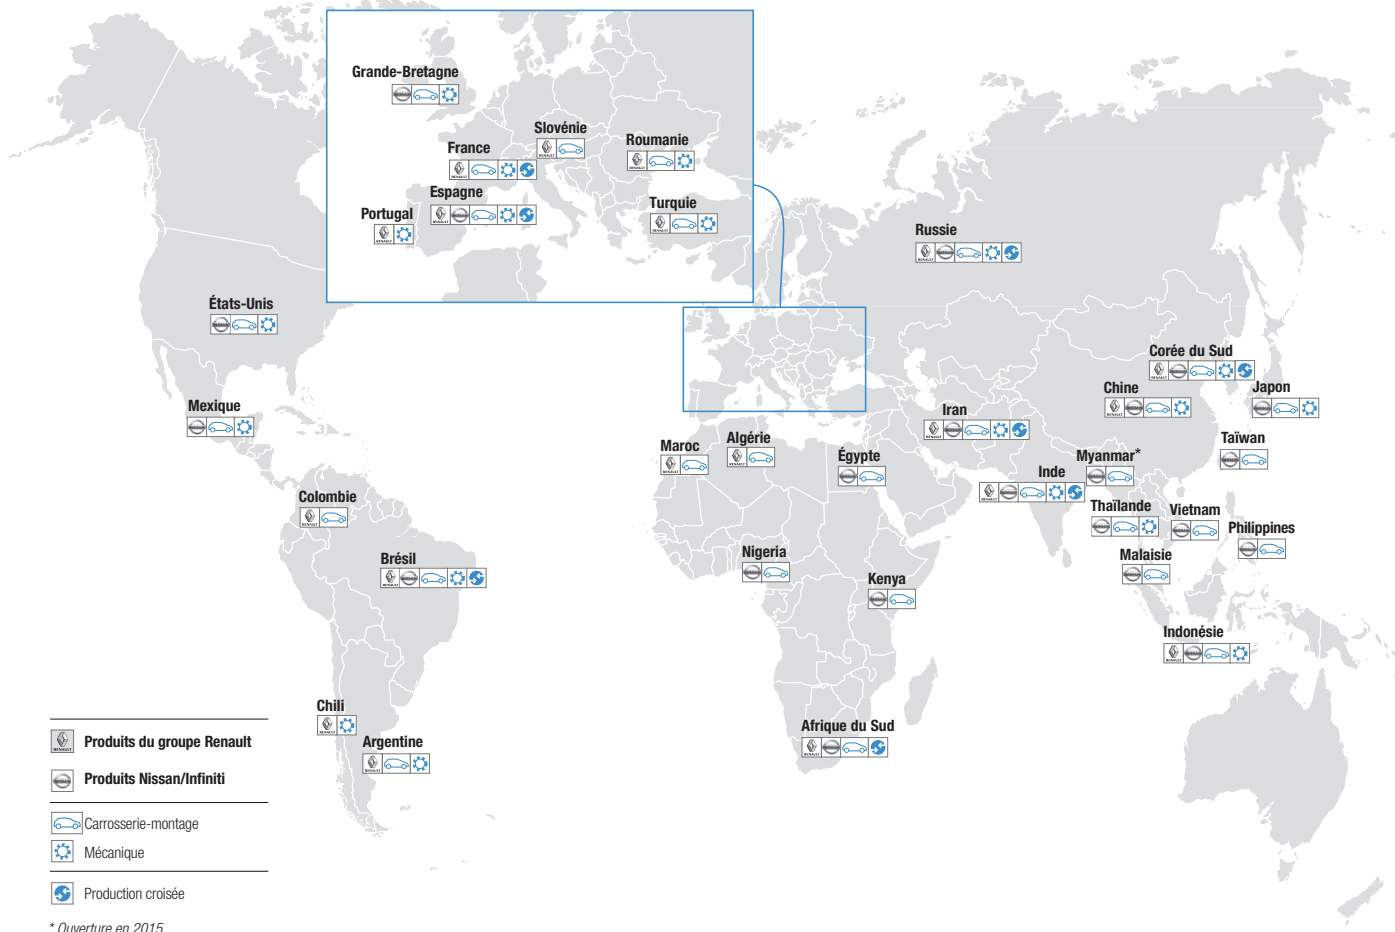 Grande-Bretagne
Slovénie
France
Roumanie
Espagne
Portugal
Turquie
Russie
États-Unis
Corée du Sud
Chine
Japon
Mexique
Iran
Maroc
Algérie
Égypte
Taïwan
Myanmar*
Inde
Colombie
Thaïlande
Vietnam
Philippines
Brésil
Nigeria
Malaisie
Kenya
Indonésie
Chili
Argentine
Afrique du Sud
RENAULT
Produits du groupe Renault
NISSAN
Produits Nissan/Infiniti
Carrosserie-montage
Mécanique
Production croisée
* Ouverture en 2015